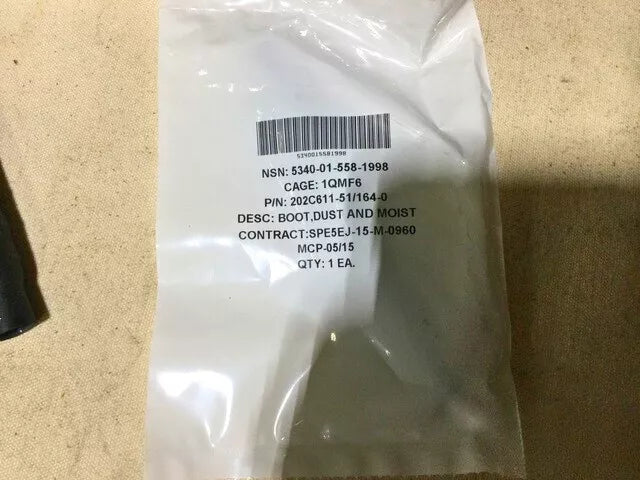 5340015581998
NSN: 5340-01-558-1998
CAGE: 1QMF6
P/N: 202C611-51/164-0
DESC: BOOT,DUST AND MOIST
CONTRACT:SPE5EJ-15-M-0960
MCP-05/15
QTY: 1 EA.